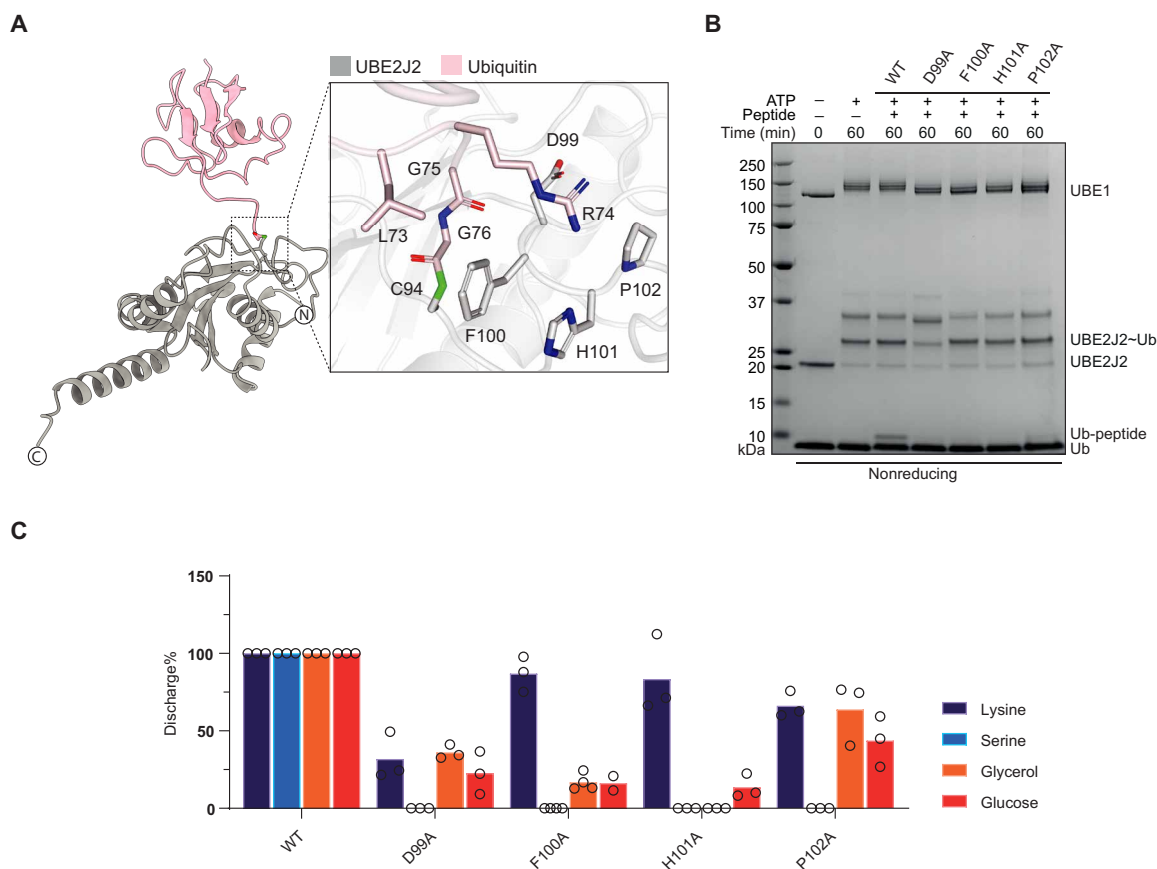 A
UBE2J2 Ubiquitin
D99
G75
R74
L73
G76
C94
P102
F100
H101
N
C
B
WT D99A F100A H101A P102A
ATP – + + + + + +
Peptide – – + + + + +
Time (min) 0 60 60 60 60 60 60
250
150
100
75
50
37
25
20
15
10
kDa
UBE1
UBE2J2~Ub
UBE2J2
Ub-peptide
Ub
Nonreducing
C
Discharge%
150
100
50
0
WT D99A F100A H101A P102A
Lysine
Serine
Glycerol
Glucose